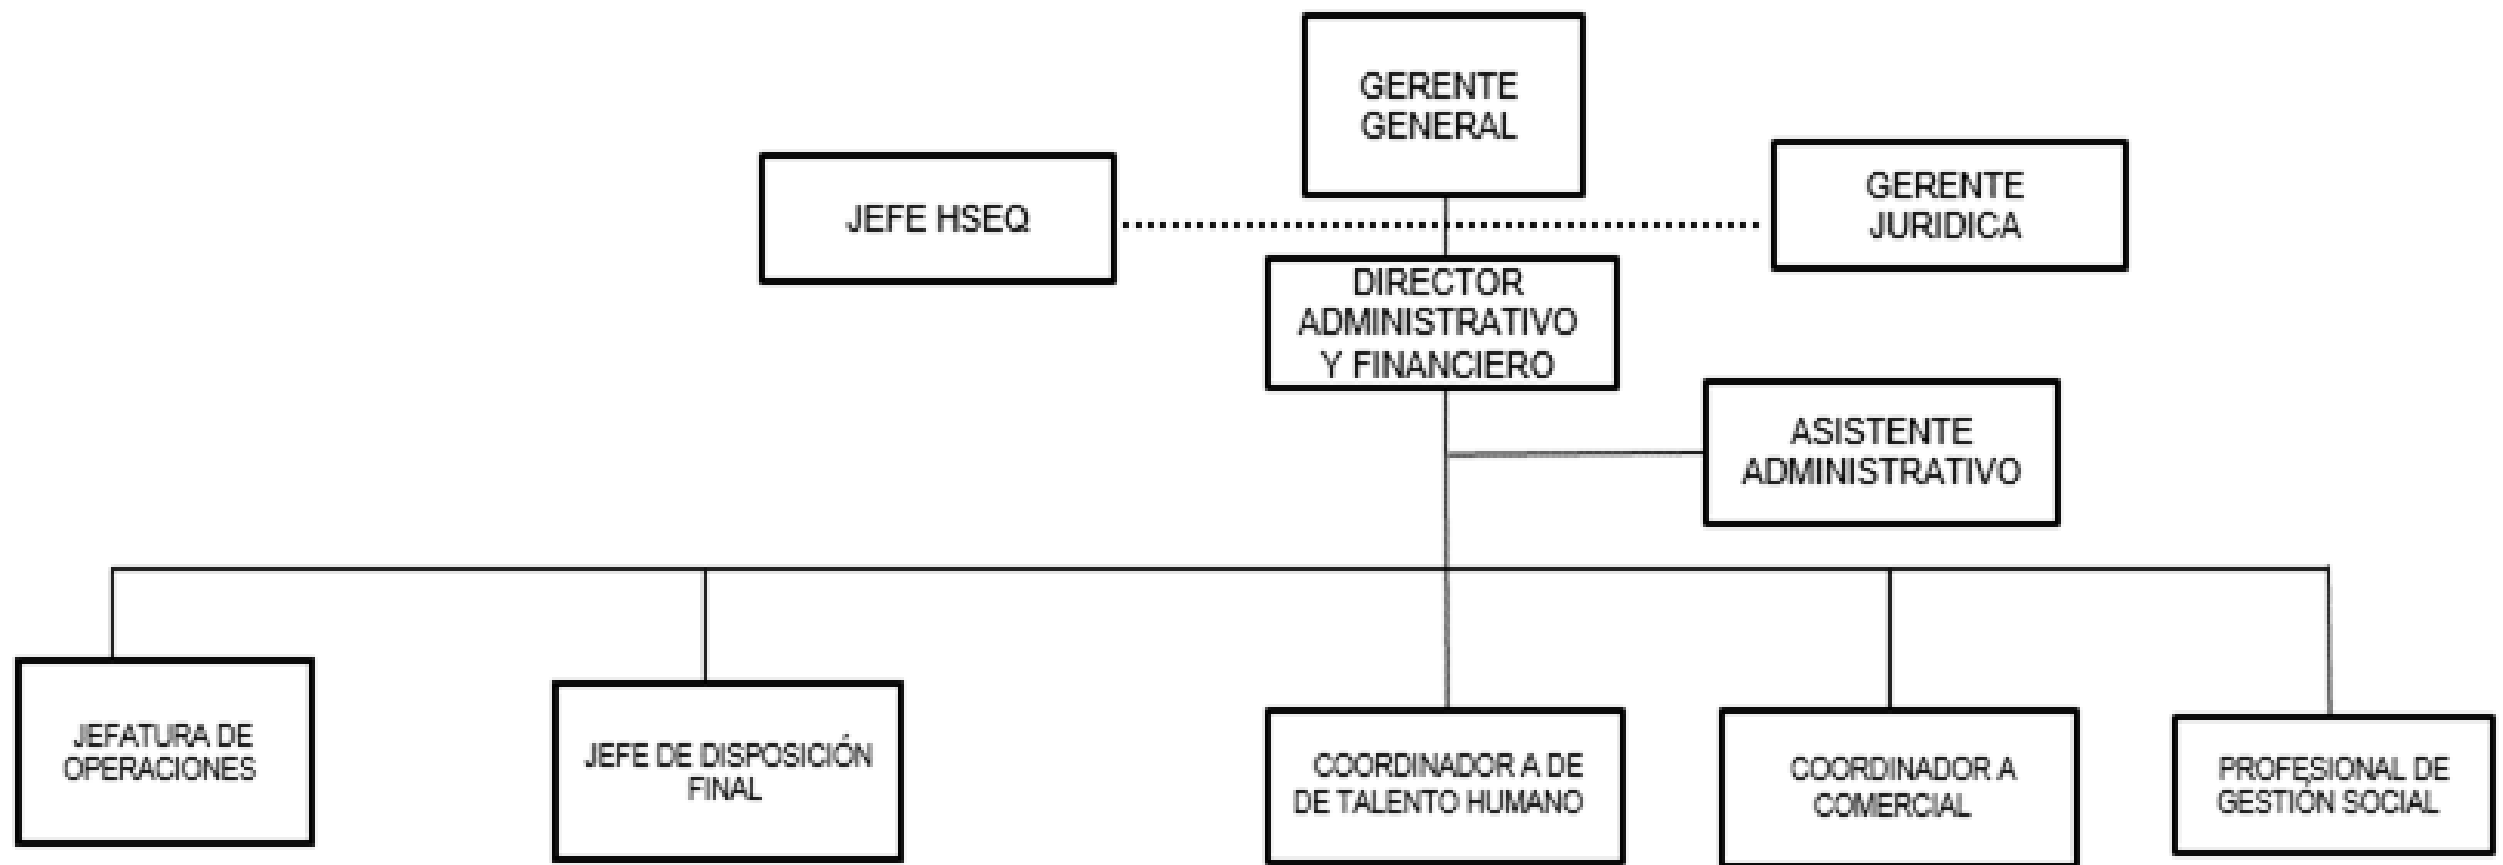 GERENTE
GENERAL
JEFE HSEQ
GERENTE
JURIDICA
DIRECTOR
ADMINISTRATIVO
Y FINANCIERO
ASISTENTE
ADMINISTRATIVO
JEFATURA DE
OPERACIONES
JEFE DE DISPOSICIÓN
FINAL
COORDINADOR A DE
DE TALENTO HUMANO
COORDINADOR A
COMERCIAL
PROFESIONAL DE
GESTIÓN SOCIAL